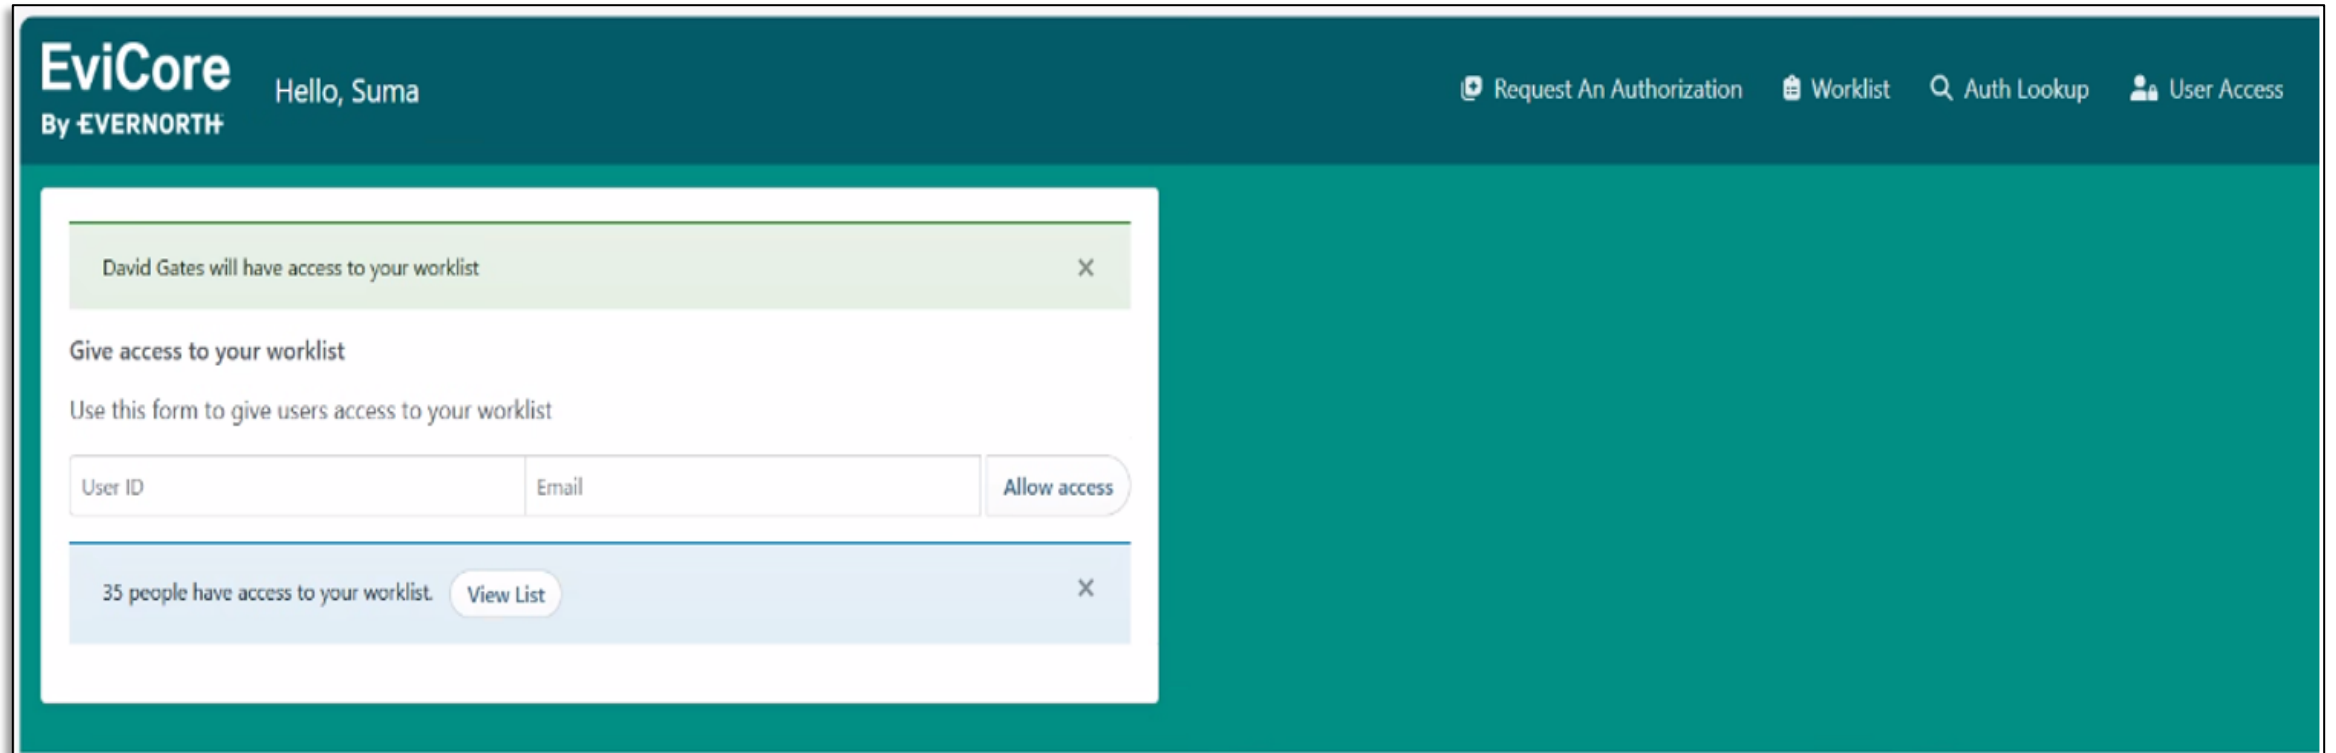 EviCore
By EVERNORTH
Hello, Suma
Request An Authorization
Worklist
Auth Lookup
User Access
David Gates will have access to your worklist
Give access to your worklist
Use this form to give users access to your worklist
User ID
Email
Allow access
35 people have access to your worklist.
View List